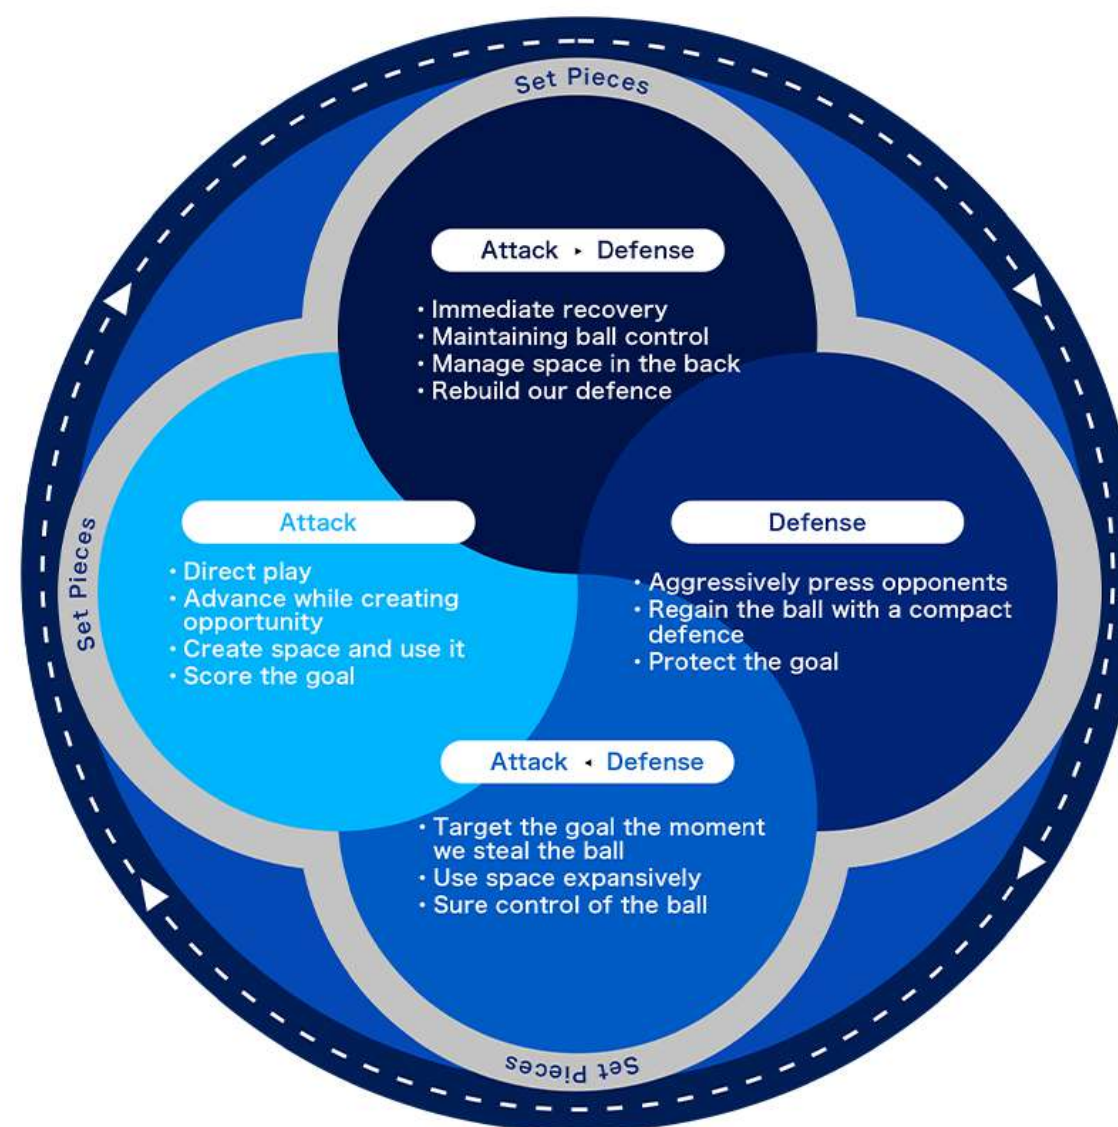 Set Pieces
Attack ▸ Defense
・Immediate recovery
・Maintaining ball control
・Manage space in the back
・Rebuild our defence
Set Pieces
Attack
・Direct play
・Advance while creating
opportunity
・Create space and use it
・Score the goal
Defense
・Aggressively press opponents
・Regain the ball with a compact
defence
・Protect the goal
Attack ◂ Defense
・Target the goal the moment
we steal the ball
・Use space expansively
・Sure control of the ball
Set Pieces